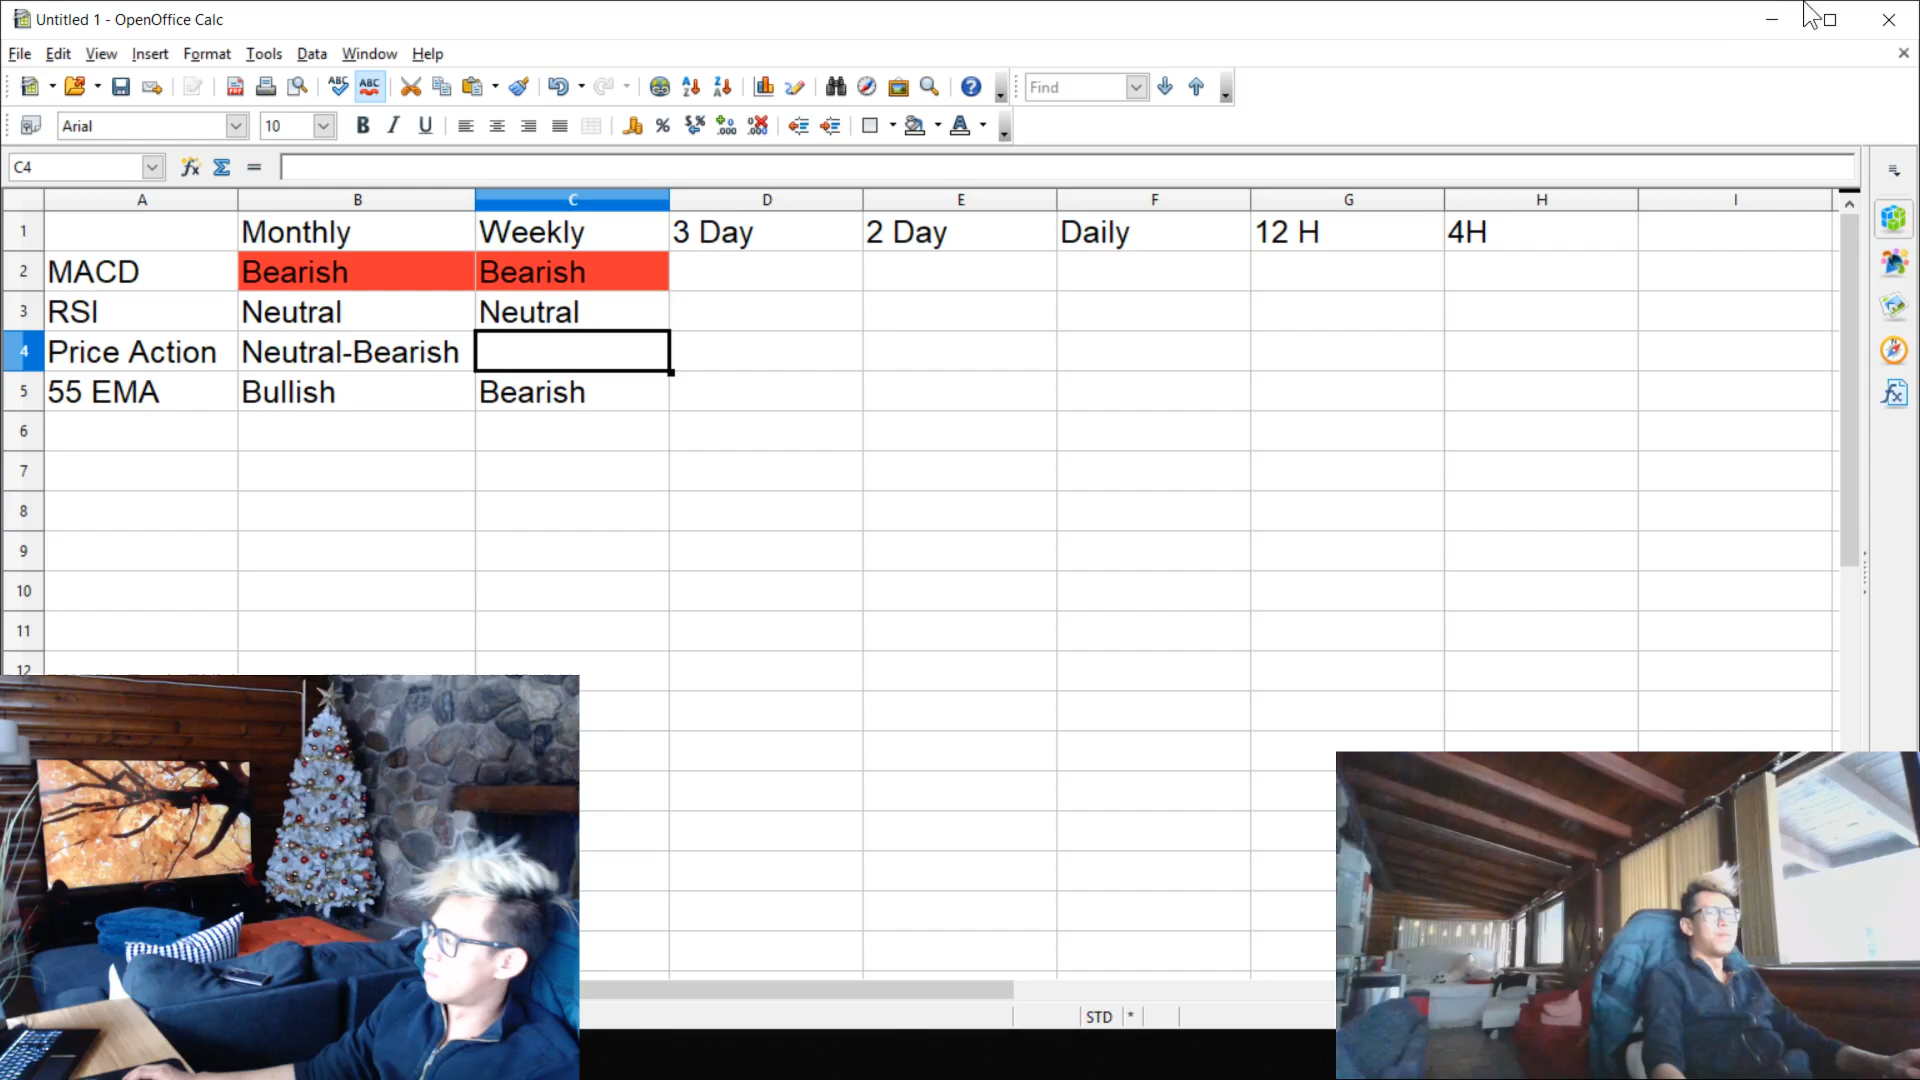 Untitled 1 - OpenOffice Calc
File Edit View Insert Format Tools Data Window Help
Find
Arial 10
C4
A B C D E F G H I
1 Monthly Weekly 3 Day 2 Day Daily 12 H 4H
2 MACD Bearish Bearish
3 RSI Neutral Neutral
4 Price Action Neutral-Bearish
5 55 EMA Bullish Bearish
6
7
8
9
10
11
12
STD *